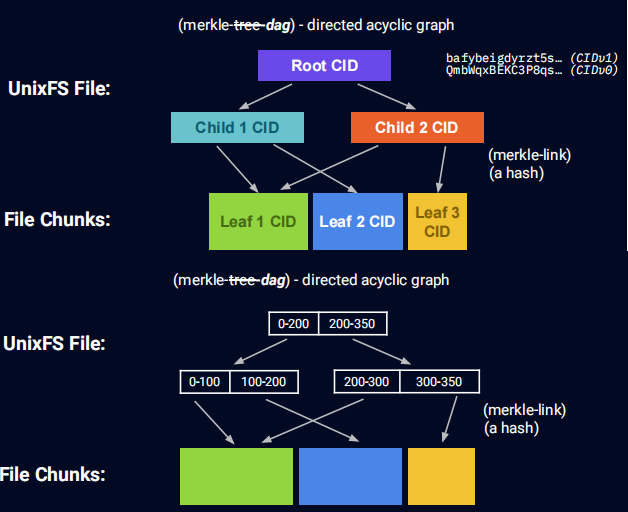 (merkle-tree-dag) - directed acyclic graph
Root CID
bafybeigdyrzt5s… (CIDv1)
QmbWqxBEKC3P8qs… (CIDv0)
UnixFS File:
Child 1 CID
Child 2 CID
(merkle-link)
(a hash)
File Chunks:
Leaf 1 CID
Leaf 2 CID
Leaf 3
CID
(merkle-tree-dag) - directed acyclic graph
0-200 200-350
UnixFS File:
0-100 100-200
200-300 300-350
(merkle-link)
(a hash)
File Chunks: